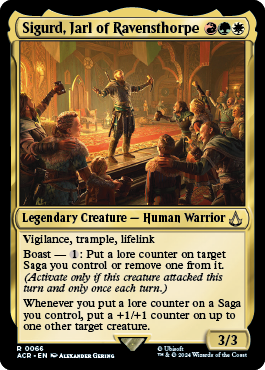 Sigurd, Jarl of Ravensthorpe
Legendary Creature — Human Warrior
Vigilance, trample, lifelink
Boast — 1: Put a lore counter on target
Saga you control or remove one from it.
(Activate only if this creature attacked this
turn and only once each turn.)
Whenever you put a lore counter on a Saga
you control, put a +1/+1 counter on up to
one other target creature.
3/3
R 0066
ACR • EN Alexander Gering
© Ubisoft
™ & © 2024 Wizards of the Coast